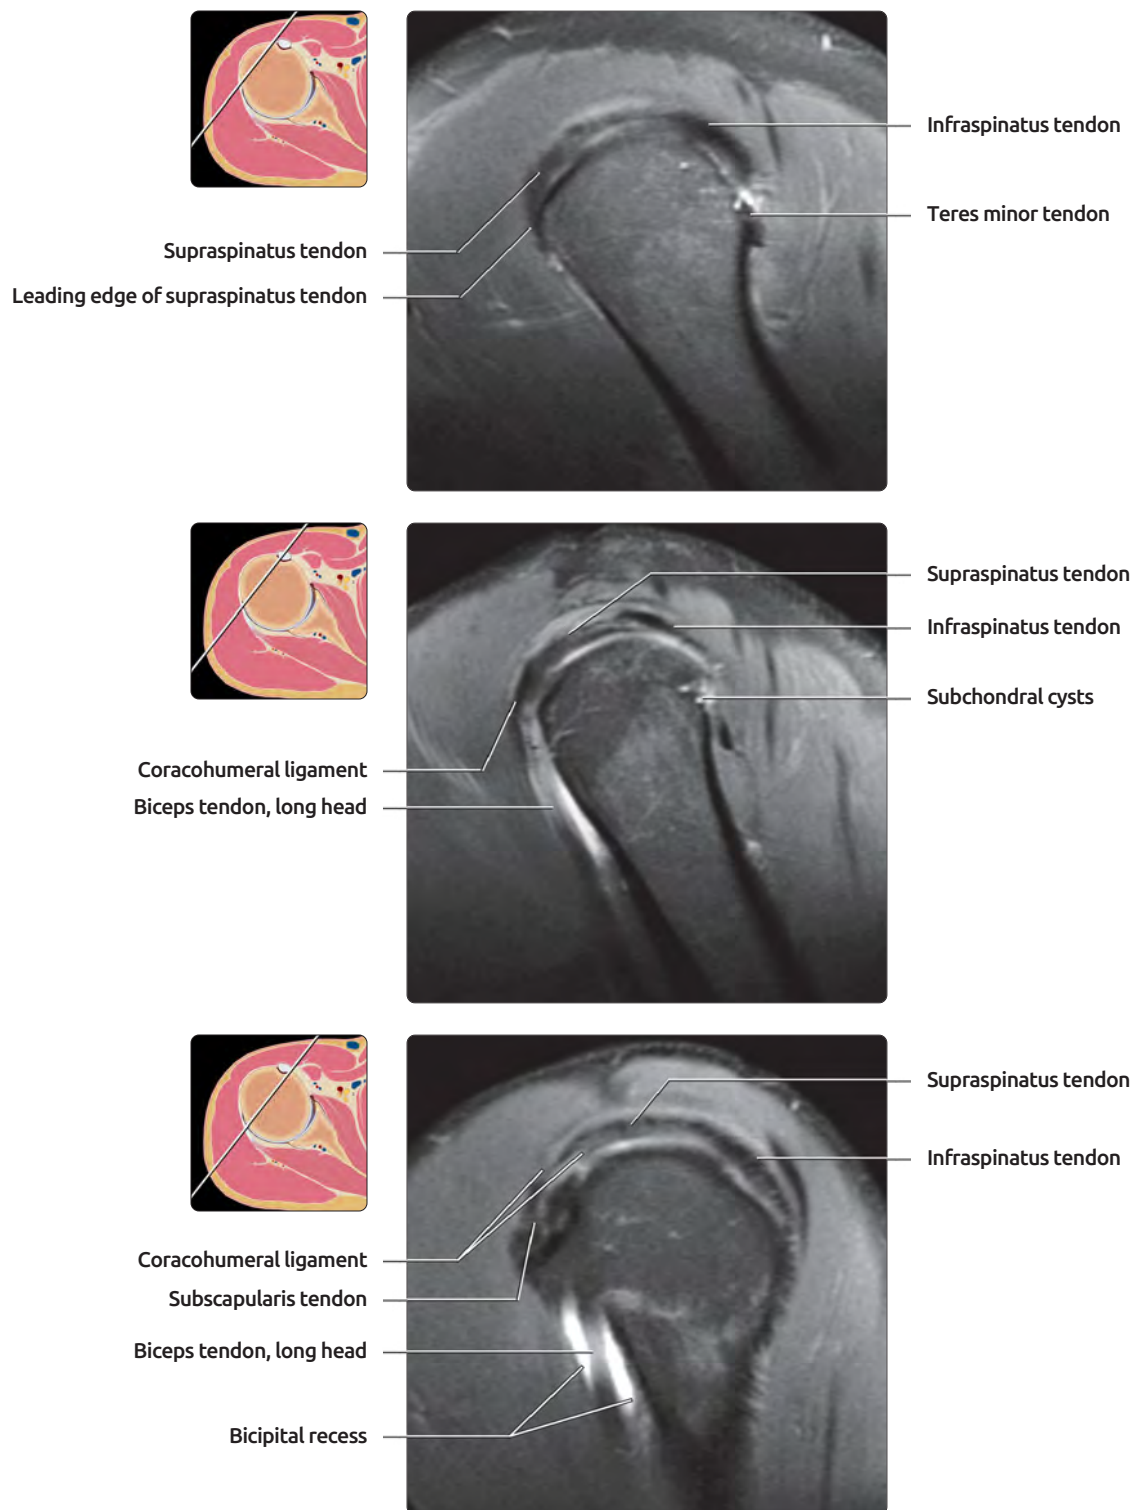 Infraspinatus tendon
Teres minor tendon
Supraspinatus tendon
Leading edge of supraspinatus tendon
Supraspinatus tendon
Infraspinatus tendon
Subchondral cysts
Coracohumeral ligament
Biceps tendon, long head
Supraspinatus tendon
Infraspinatus tendon
Coracohumeral ligament
Subscapularis tendon
Biceps tendon, long head
Bicipital recess